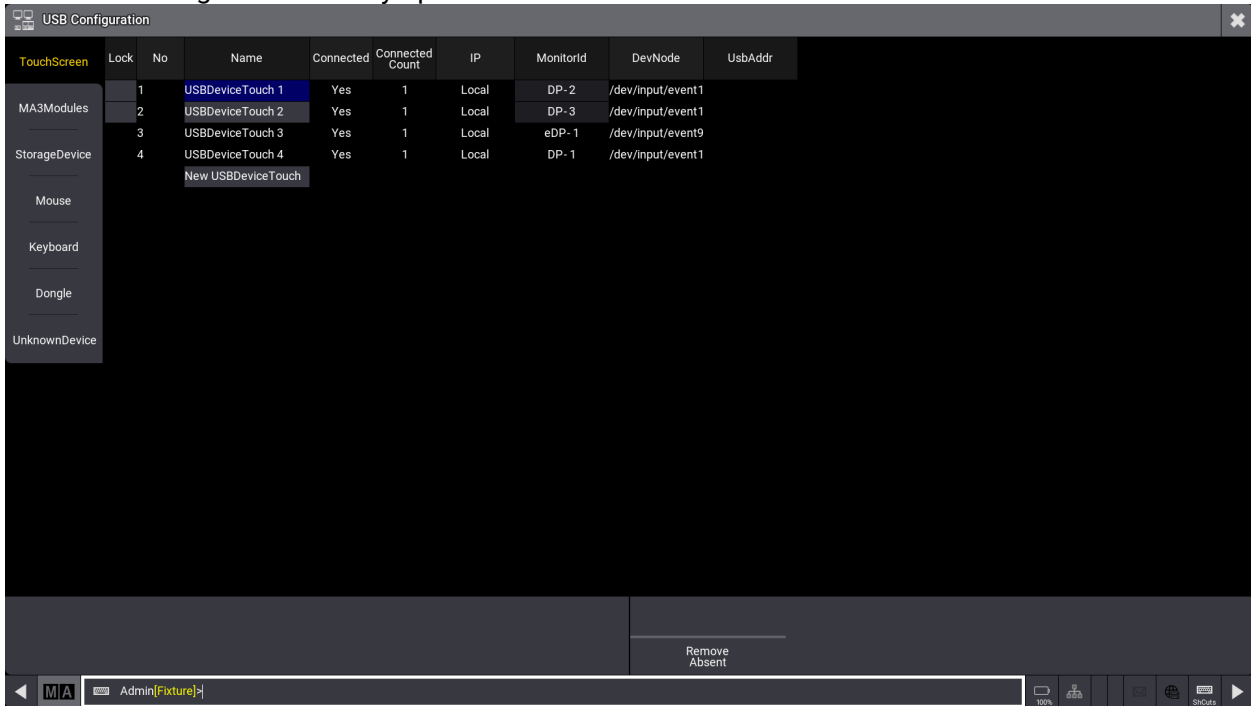 USB Configuration
TouchScreen
MA3Modules
StorageDevice
Mouse
Keyboard
Dongle
UnknownDevice
Lock No Name Connected Connected Count IP MonitorId DevNode UsbAddr
1 USBDeviceTouch 1 Yes 1 Local DP-2 /dev/input/event1
2 USBDeviceTouch 2 Yes 1 Local DP-3 /dev/input/event1
3 USBDeviceTouch 3 Yes 1 Local eDP-1 /dev/input/event9
4 USBDeviceTouch 4 Yes 1 Local DP-1 /dev/input/event1
New USBDeviceTouch
Remove
Absent
MA Admin[Fixture]>
100% ShCuts